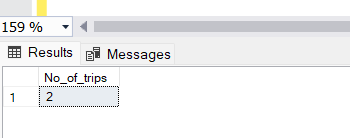 159 %
Results Messages
No_of_trips
1 2